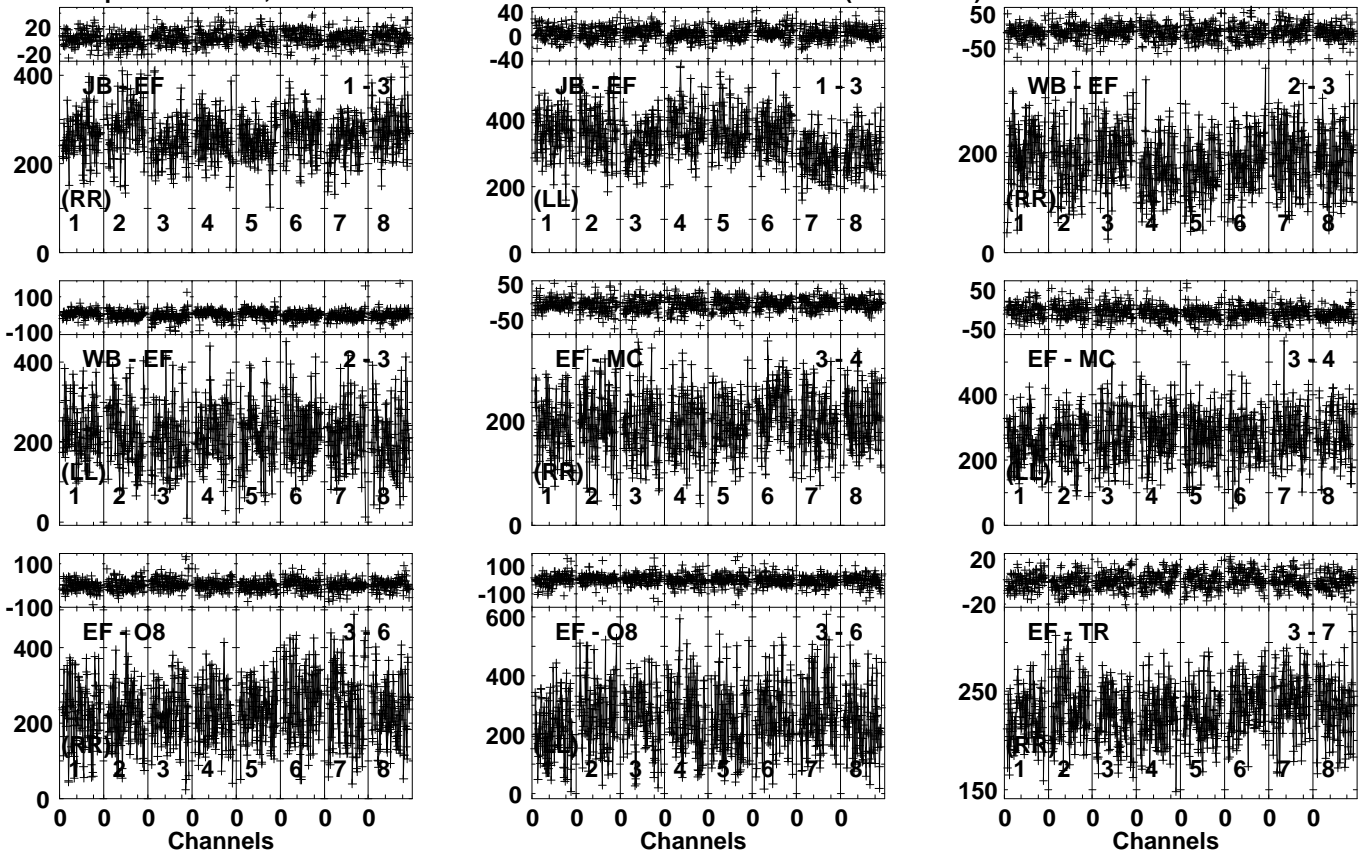 20 40 50
0
-20 -40 -50
400 JB - EF 1 - 3 JB - EF 1 - 3 WB - EF 2 - 3
400
200 200 200
(RR) (LL) (RR)
1 2 3 4 5 6 7 8 1 2 3 4 5 6 7 8 1 2 3 4 5 6 7 8
0 0 0
100 50 50
-100 -50 -50
400 WB - EF 2 - 3 EF - MC 3 - 4 EF - MC 3 - 4
400
200 200 200
(LL) (RR) (LL)
1 2 3 4 5 6 7 8 1 2 3 4 5 6 7 8 1 2 3 4 5 6 7 8
0 0 0
100 100 20
-100 -100 -20
600
EF - O8 3 - 6 EF - O8 3 - 6 EF - TR 3 - 7
400 400 250
200 200
(RR) (LL) (RR)
1 2 3 4 5 6 7 8 1 2 3 4 5 6 7 8 1 2 3 4 5 6 7 8
0 0 150
0 0 0 0 0 0 0 0 0 0 0 0 0 0 0 0 0 0 0 0 0 0 0 0
Channels Channels Channels